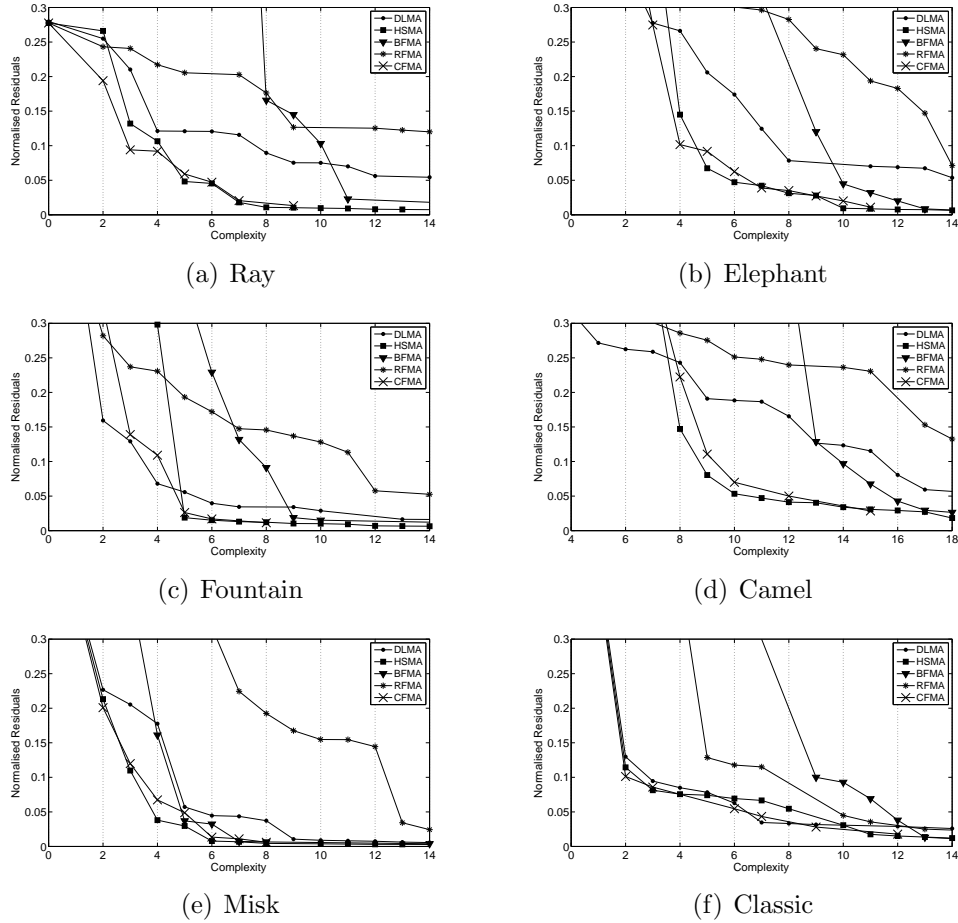 0.3
0.25
0.2
0.15
0.1
0.05
0
Normalised Residuals
0 2 4 6 8 10 12 14
Complexity
DLMA
HSMA
BFMA
RFMA
CFMA
(a) Ray
0.3
0.25
0.2
0.15
0.1
0.05
0
Normalised Residuals
0 2 4 6 8 10 12 14
Complexity
DLMA
HSMA
BFMA
RFMA
CFMA
(b) Elephant
0.3
0.25
0.2
0.15
0.1
0.05
0
Normalised Residuals
0 2 4 6 8 10 12 14
Complexity
DLMA
HSMA
BFMA
RFMA
CFMA
(c) Fountain
0.3
0.25
0.2
0.15
0.1
0.05
0
Normalised Residuals
4 6 8 10 12 14 16 18
Complexity
DLMA
HSMA
BFMA
RFMA
CFMA
(d) Camel
0.3
0.25
0.2
0.15
0.1
0.05
0
Normalised Residuals
0 2 4 6 8 10 12 14
Complexity
DLMA
HSMA
BFMA
RFMA
CFMA
(e) Misk
0.3
0.25
0.2
0.15
0.1
0.05
0
Normalised Residuals
0 2 4 6 8 10 12 14
Complexity
DLMA
HSMA
BFMA
RFMA
CFMA
(f) Classic